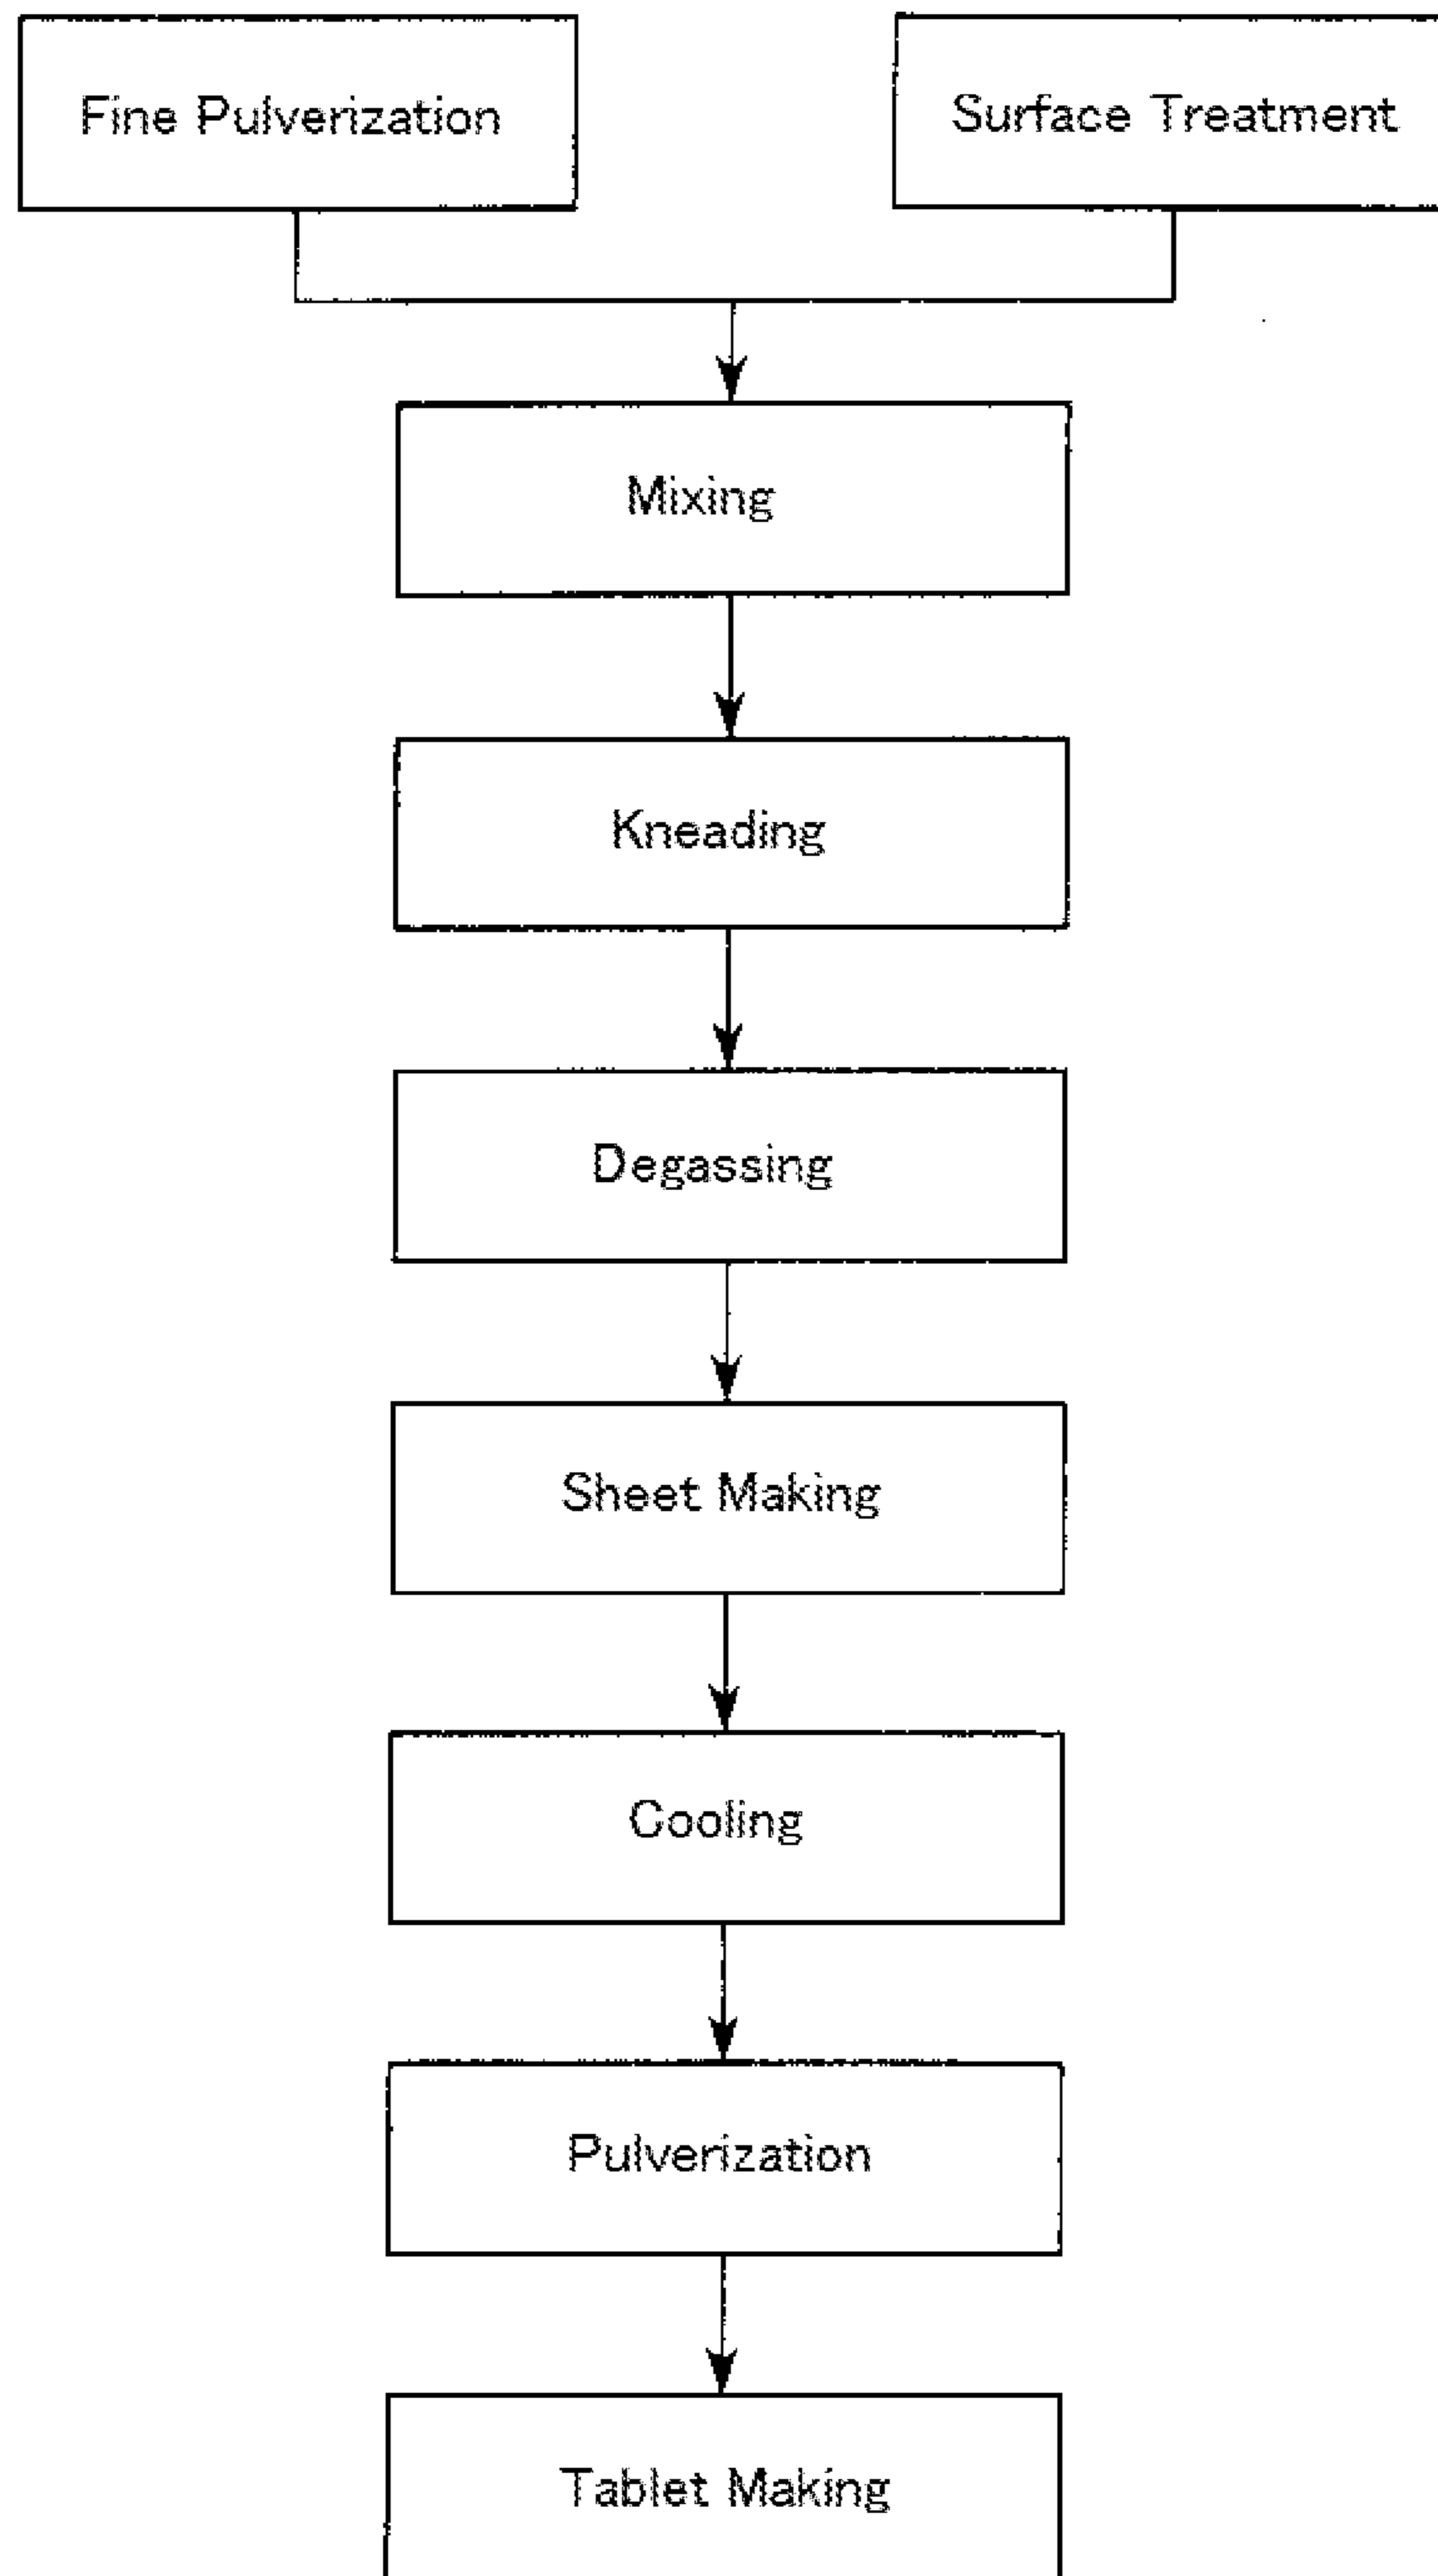 Fine Pulverization
Surface Treatment
Mixing
Kneading
Degassing
Sheet Making
Cooling
Pulverization
Tablet Making